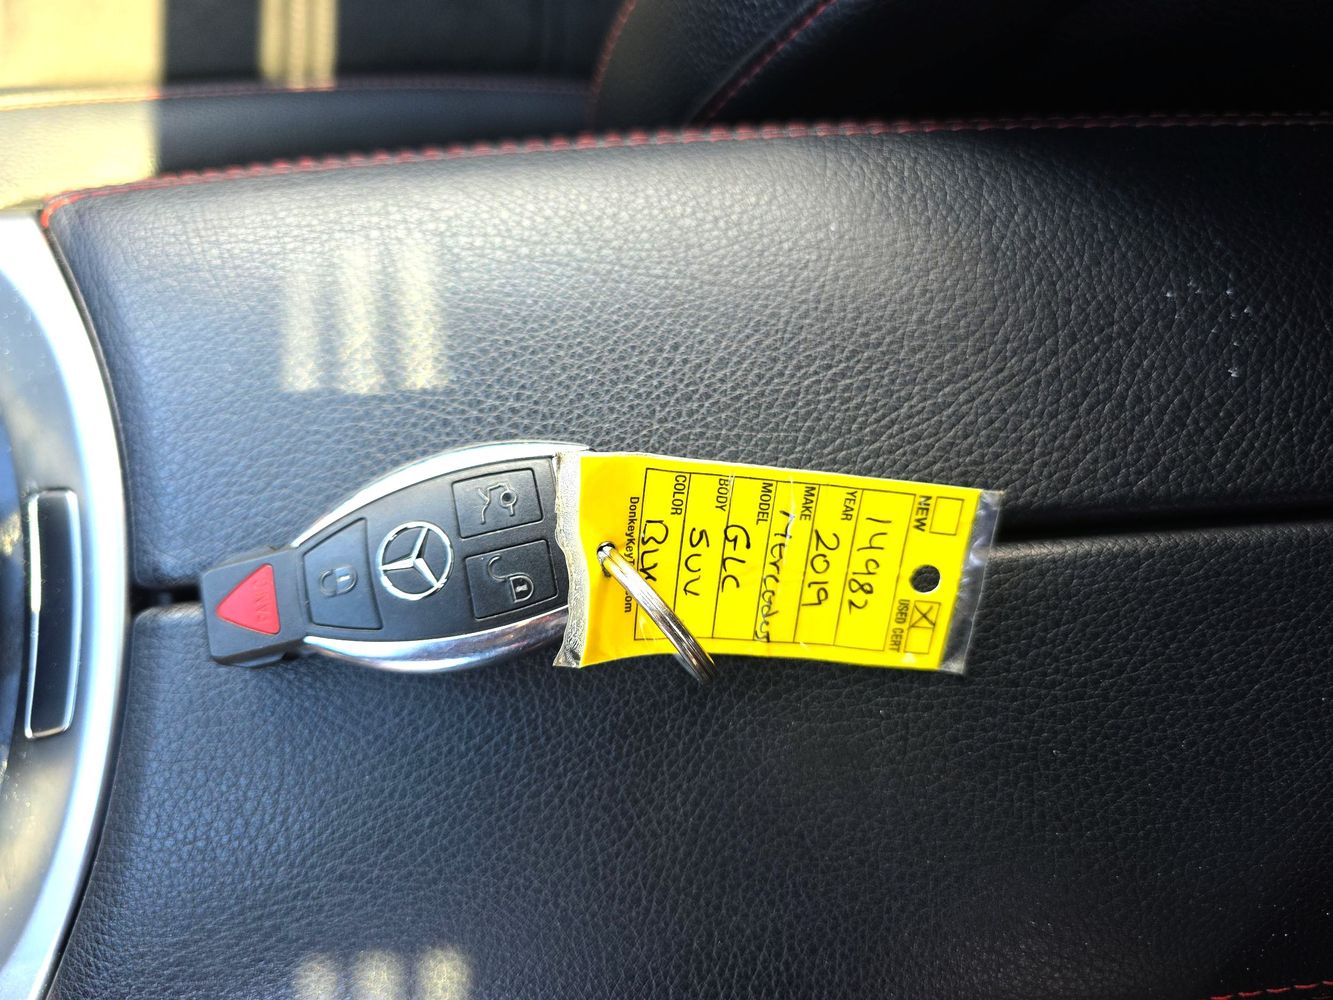 NEW
USED CERT
14982
YEAR 2019
MAKE Mercedes
MODEL GLC
BODY SUV
COLOR BLK